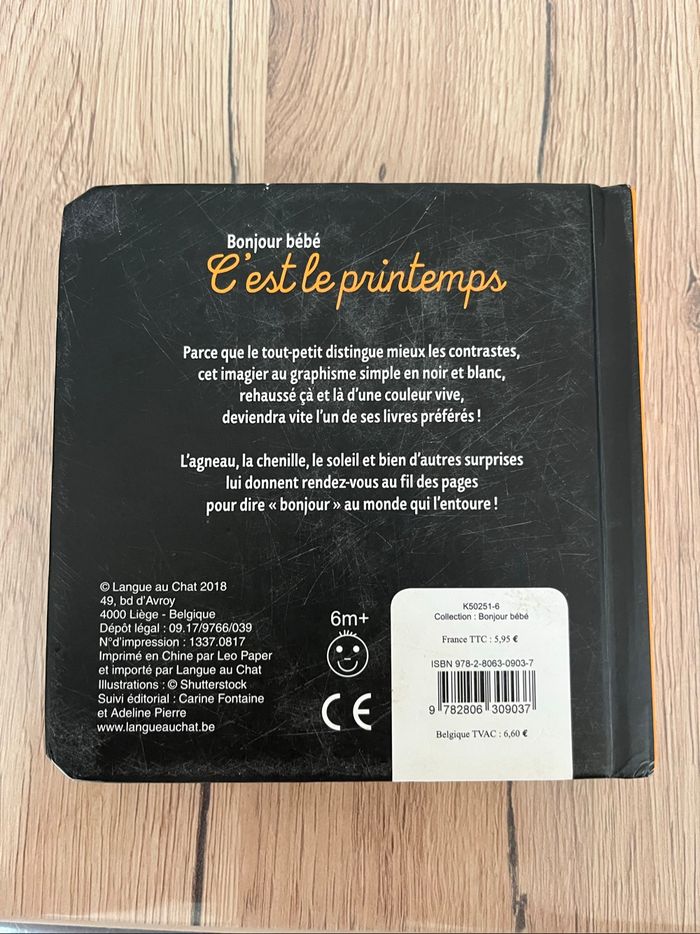 Bonjour bébé
C'est le printemps
Parce que le tout-petit distingue mieux les contrastes,
cet imagier au graphisme simple en noir et blanc,
rehaussé çà et là d'une couleur vive,
deviendra vite l'un de ses livres préférés !
L'agneau, la chenille, le soleil et bien d'autres surprises
lui donnent rendez-vous au fil des pages
pour dire « bonjour » au monde qui l'entoure !
© Langue au Chat 2018
49, bd d'Avroy
4000 Liège - Belgique
Dépôt légal : 09.17/9766/039
N°d'impression : 1337.0817
Imprimé en Chine par Leo Paper
et importé par Langue au Chat
Illustrations : © Shutterstock
Suivi éditorial : Carine Fontaine
et Adeline Pierre
www.langueauchat.be
6m+
CE
K50251-6
Collection : Bonjour bébé
France TTC : 5,95 €
ISBN 978-2-8063-0903-7
9 782806 309037
Belgique TVAC : 6,60 €